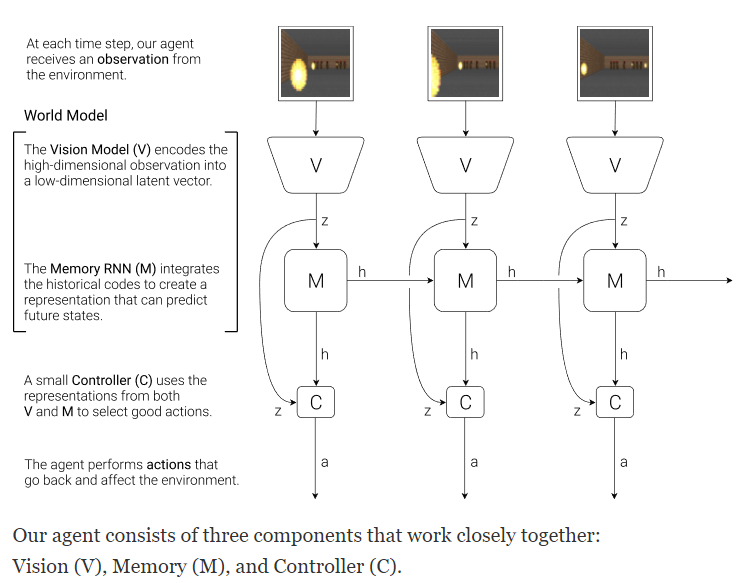 At each time step, our agent
receives an observation from
the environment.
World Model
The Vision Model (V) encodes the
high-dimensional observation into
a low-dimensional latent vector.
V
V
V
z
z
z
The Memory RNN (M) integrates
the historical codes to create a
representation that can predict
future states.
M
h
M
h
M
h
h
h
h
A small Controller (C) uses the
representations from both
V and M to select good actions.
z
C
z
C
z
C
The agent performs actions that
go back and affect the environment.
a
a
a
Our agent consists of three components that work closely together:
Vision (V), Memory (M), and Controller (C).